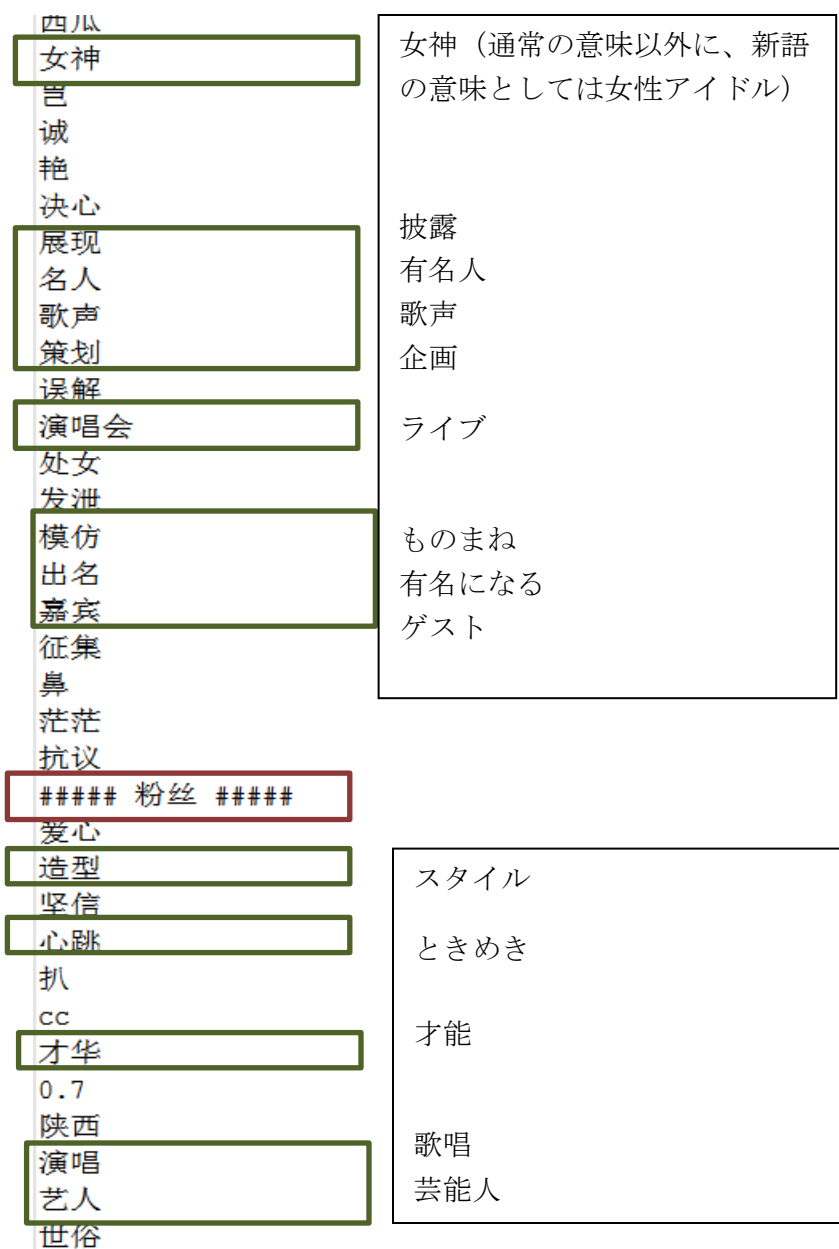 西瓜
女神
岂
诚
艳
决心
展现
名人
歌声
策划
误解
演唱会
处女
发泄
模仿
出名
嘉宾
征集
鼻
茫茫
抗议
##### 粉丝 #####
爱心
造型
坚信
心跳
扒
cc
才华
0.7
陕西
演唱
艺人
世俗
女神（通常の意味以外に、新語
の意味としては女性アイドル）
披露
有名人
歌声
企画
ライブ
ものまね
有名になる
ゲスト
スタイル
ときめき
才能
歌唱
芸能人